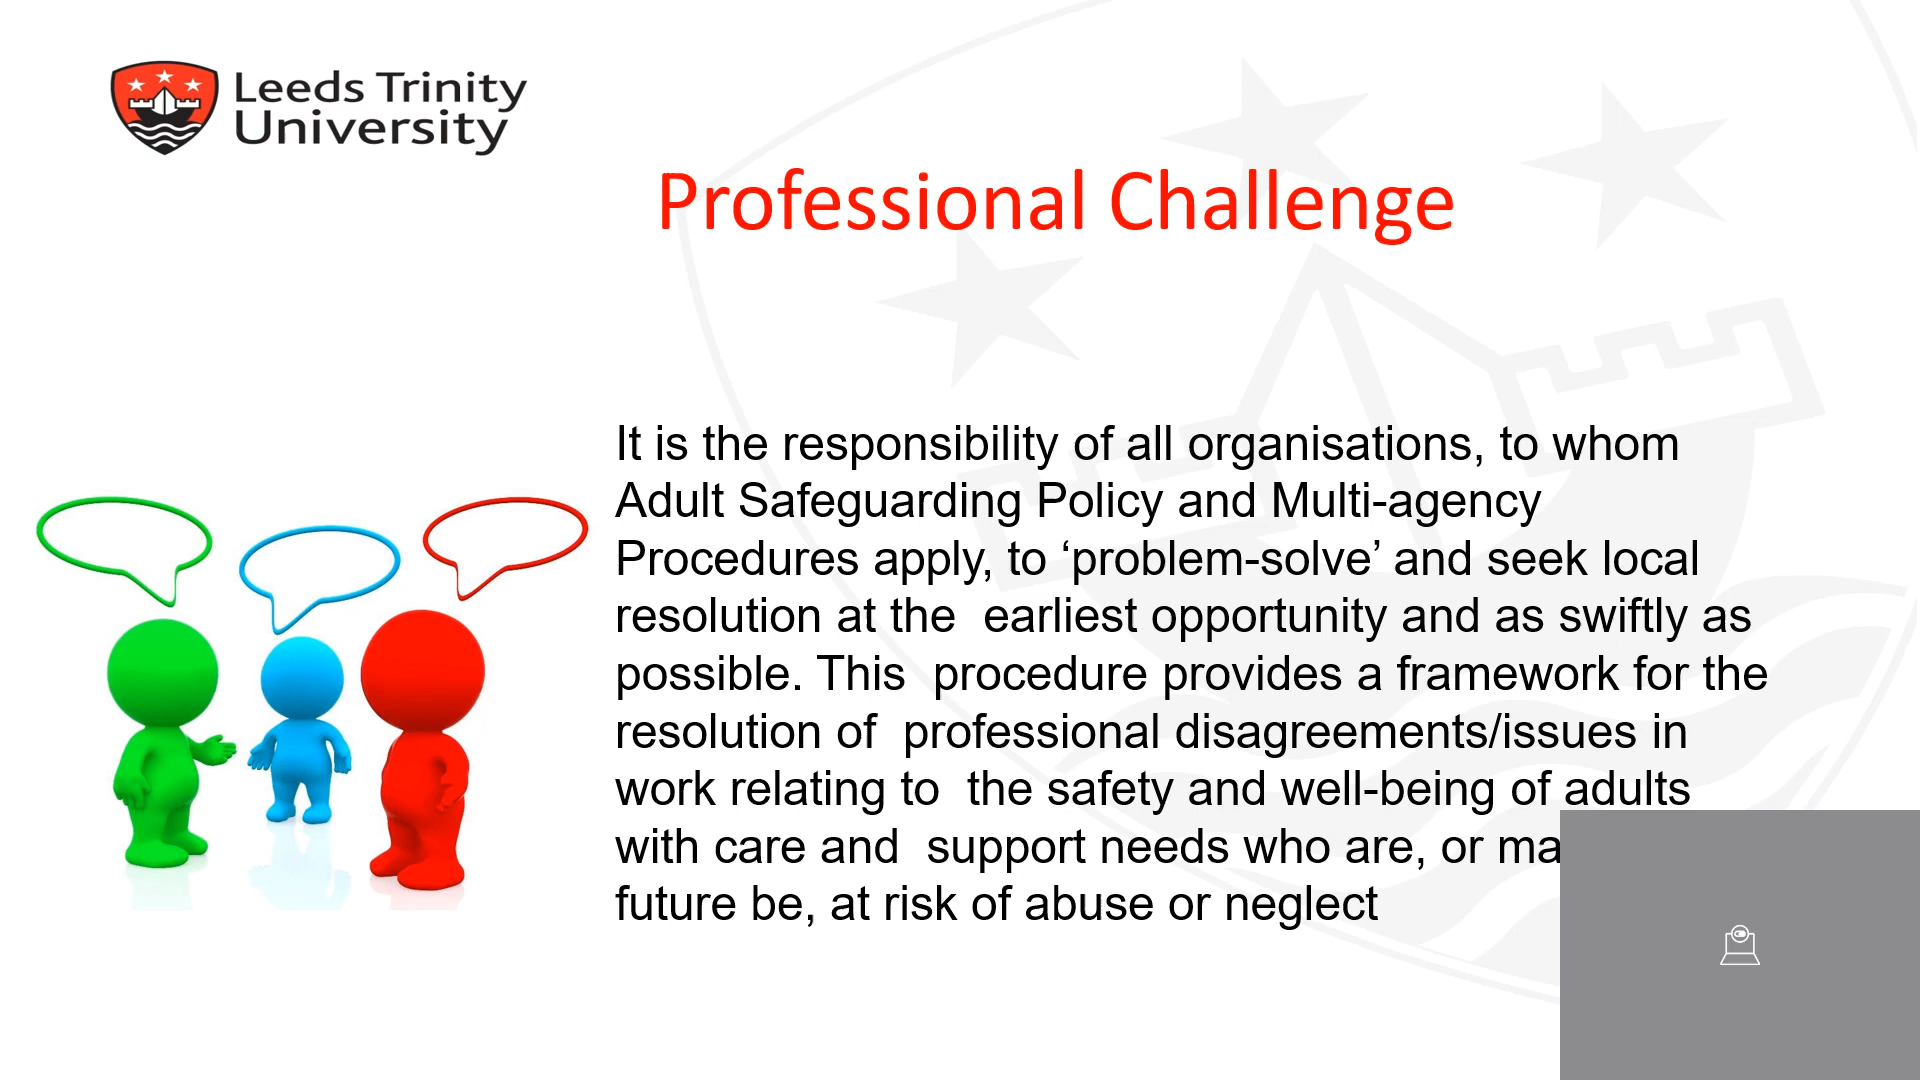 Leeds Trinity
University
Professional Challenge
It is the responsibility of all organisations, to whom
Adult Safeguarding Policy and Multi-agency
Procedures apply, to ‘problem-solve’ and seek local
resolution at the  earliest opportunity and as swiftly as
possible. This  procedure provides a framework for the
resolution of  professional disagreements/issues in
work relating to  the safety and well-being of adults
with care and  support needs who are, or
future be, at risk of abuse or neglect